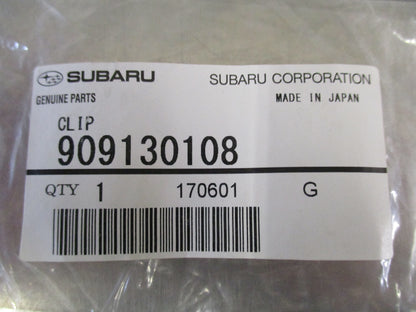 SUBARU SUBARU CORPORATION
GENUINE PARTS MADE IN JAPAN
CLIP
909130108
QTY 1 170601 G